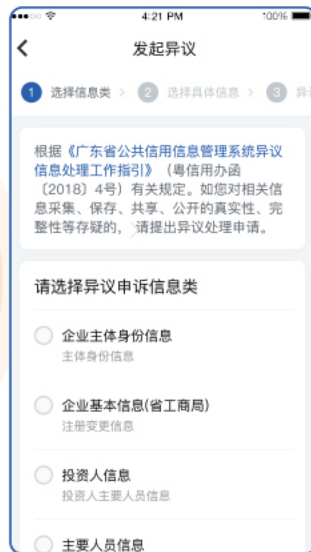 4:21 PM
100%
发起异议
1 选择信息类 > 2 选择具体信息 > 3 异
根据《广东省公共信用信息管理系统异议
信息处理工作指引》（粤信用办函
〔2018〕4号）有关规定。如您对相关信
息采集、保存、共享、公开的真实性、完
整性等存疑的，请提出异议处理申请。
请选择异议申诉信息类
企业主体身份信息
主体身份信息
企业基本信息(省工商局)
注册变更信息
投资人信息
投资人主要人员信息
主要人员信息